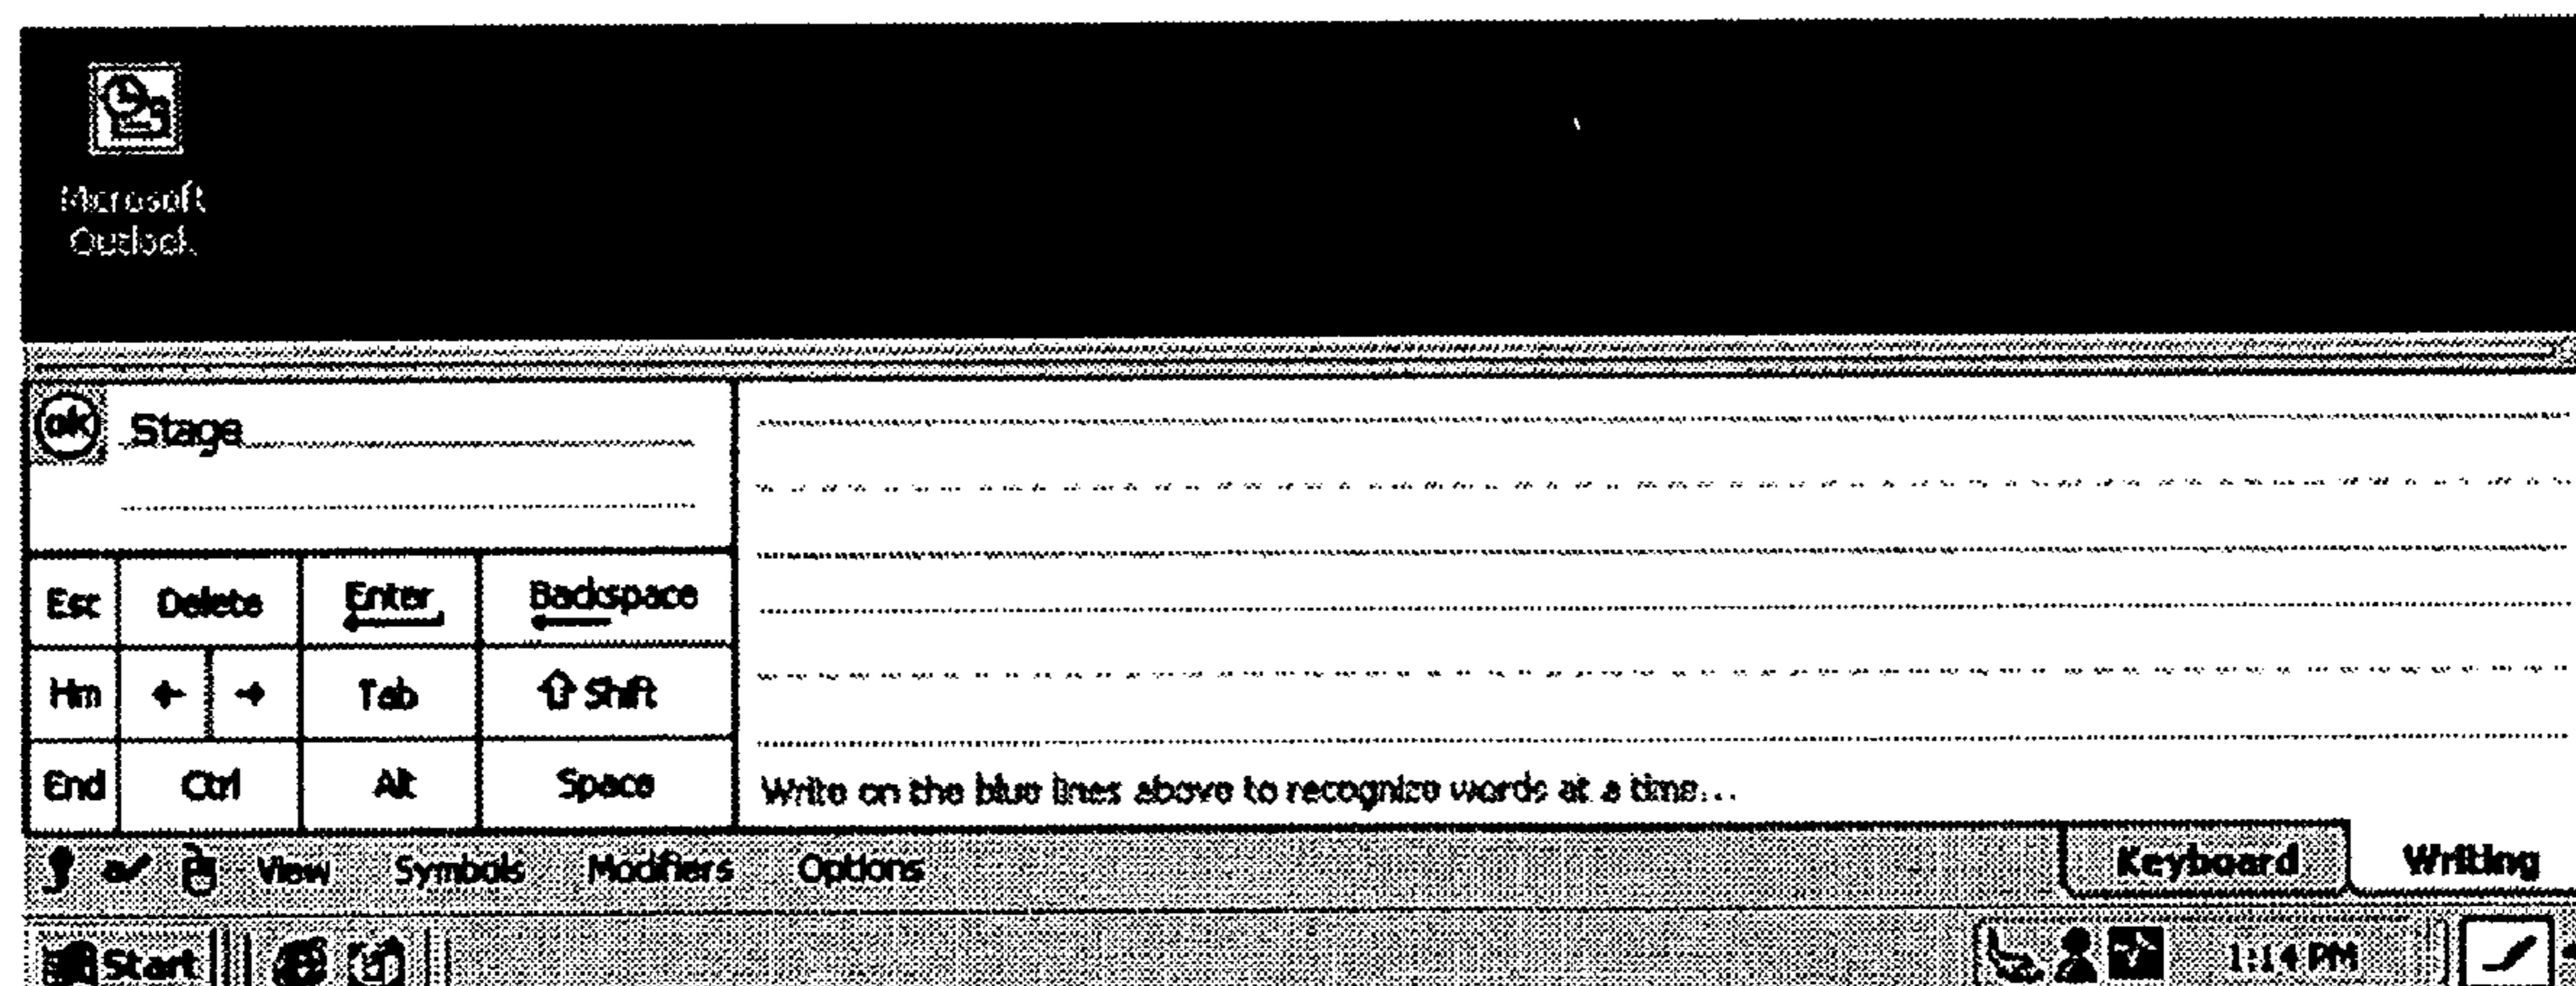 Microsoft
Outlook
ok Stage
Esc Delete Enter Backspace
Hm Tab Shift
End Ctrl Alt Space
Write on the blue lines above to recognize words at a time...
View Symbols Modifiers Options Keyboard Writing
Start 1:14 PM